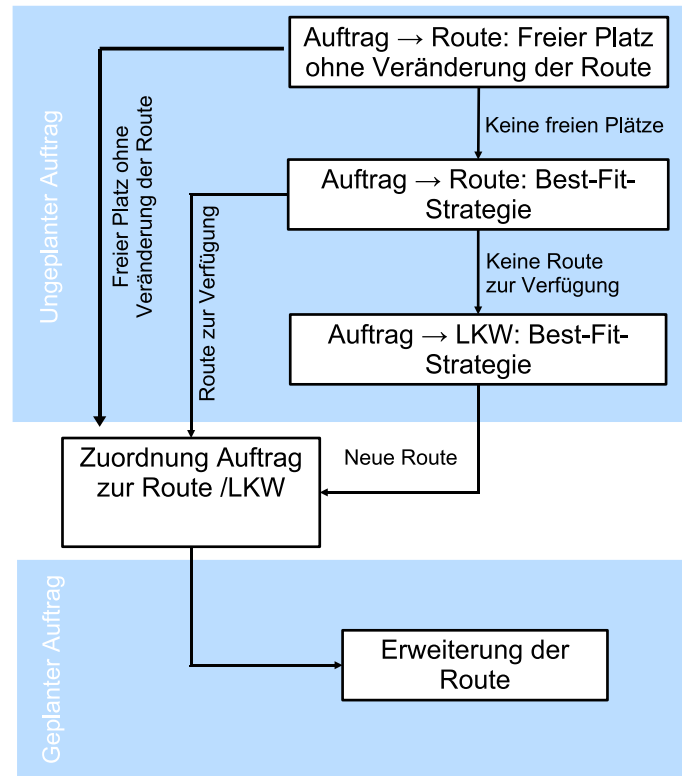 Auftrag → Route: Freier Platz
ohne Veränderung der Route
Ungeplanter Auftrag
Freier Platz ohne
Veränderung der Route
Keine freien Plätze
Auftrag → Route: Best-Fit-
Strategie
Route zur Verfügung
Keine Route
zur Verfügung
Auftrag → LKW: Best-Fit-
Strategie
Zuordnung Auftrag
zur Route /LKW
Neue Route
Geplanter Auftrag
Erweiterung der
Route